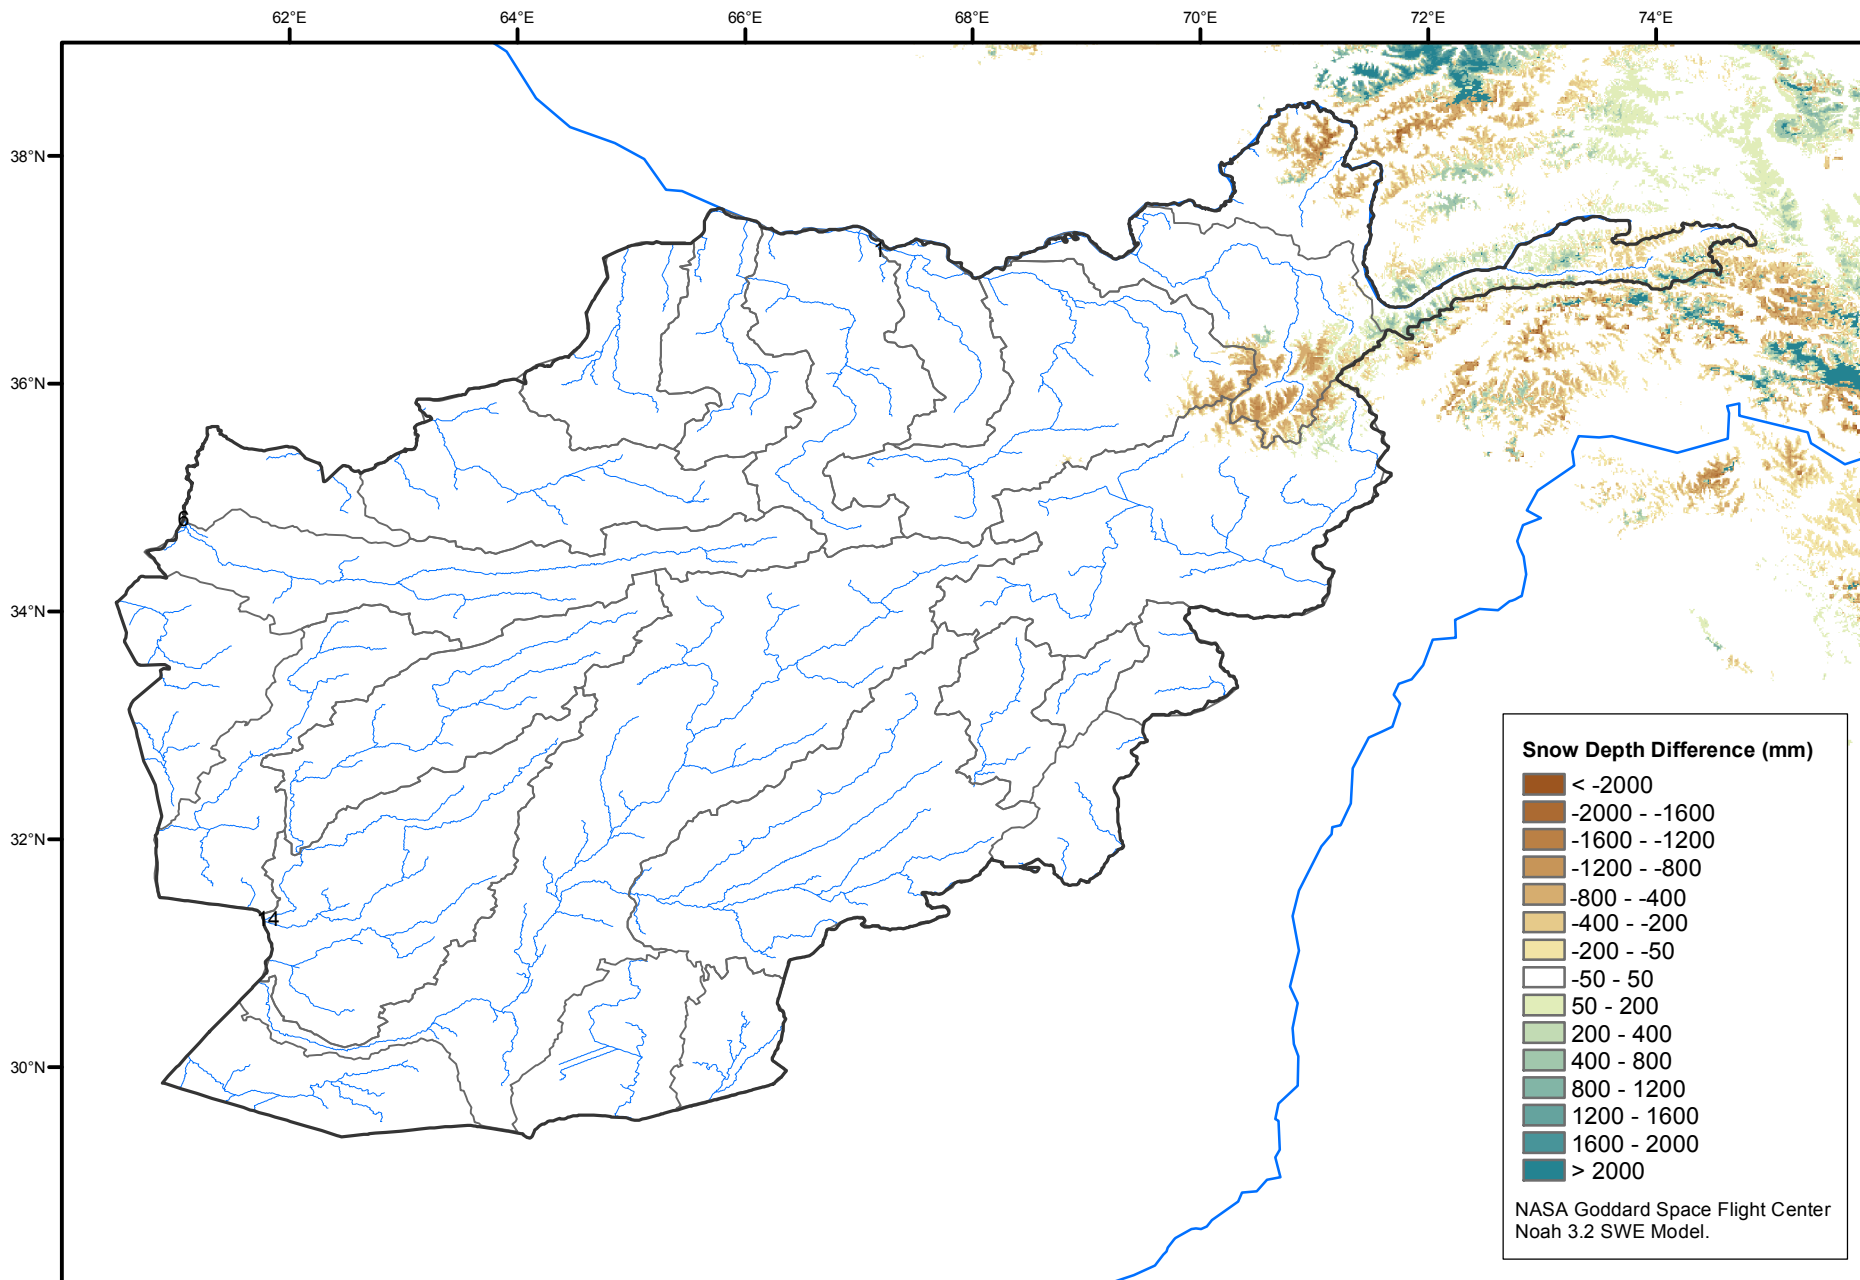 62°E 64°E 66°E 68°E 70°E 72°E 74°E
38°N
1
36°N
6
34°N
32°N
14
30°N
Snow Depth Difference (mm)
< -2000
-2000 - -1600
-1600 - -1200
-1200 - -800
-800 - -400
-400 - -200
-200 - -50
-50 - 50
50 - 200
200 - 400
400 - 800
800 - 1200
1200 - 1600
1600 - 2000
> 2000
NASA Goddard Space Flight Center
Noah 3.2 SWE Model.